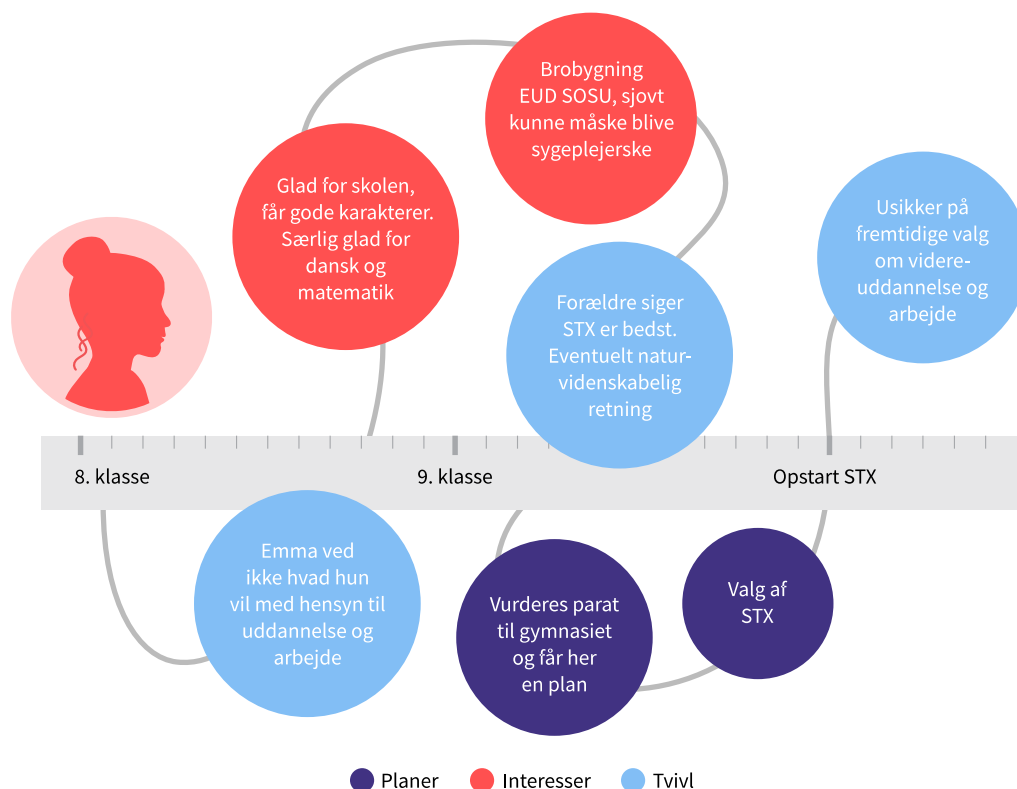 Brobygning
EUD SOSU, sjovt
kunne måske blive
sygeplejerske
Glad for skolen,
får gode karakterer.
Særlig glad for
dansk og
matematik
Usikker på
fremtidige valg
om videre-
uddannelse og
arbejde
Forældre siger
STX er bedst.
Eventuelt natur-
videnskabelig
retning
8. klasse
9. klasse
Opstart STX
Emma ved
ikke hvad hun
vil med hensyn til
uddannelse og
arbejde
Vurderes parat
til gymnasiet
og får her
en plan
Valg af
STX
Planer
Interesser
Tvivl